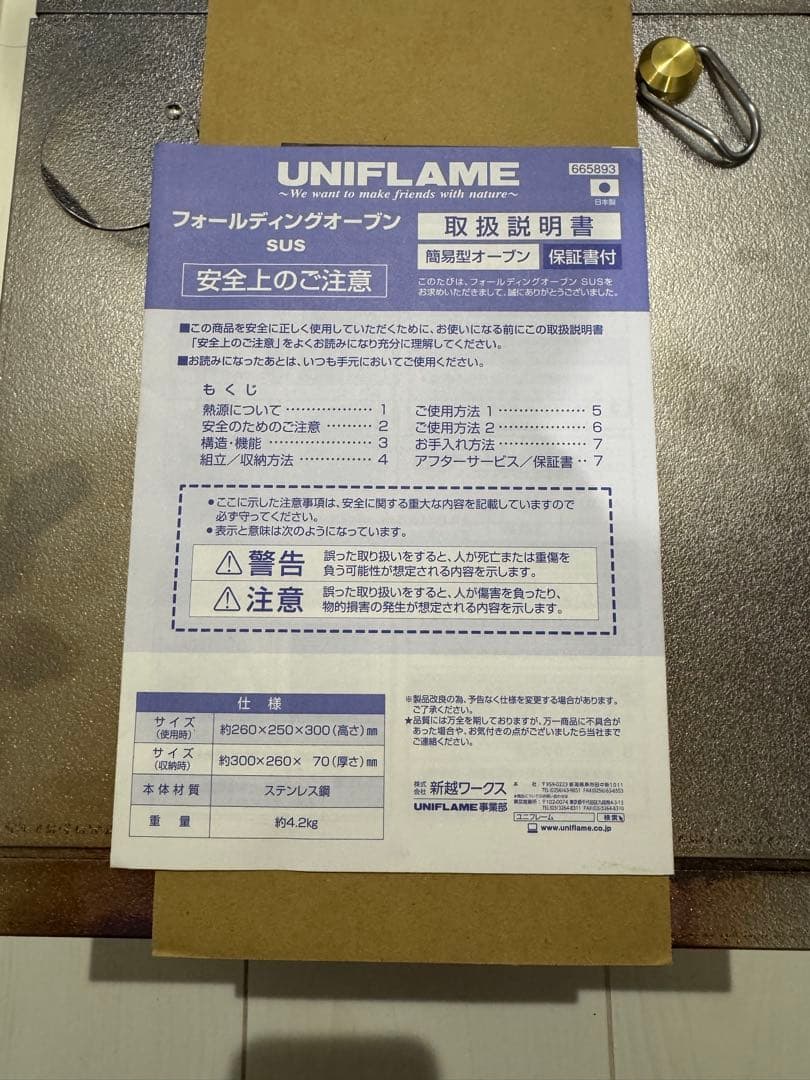 UNIFLAME
〜We want to make friends with nature〜
665893
日本製
フォールディングオーブン
SUS
取扱説明書
簡易型オーブン 保証書付
安全上のご注意
このたびは、フォールディングオーブン SUSを
お求めいただきまして、誠にありがとうございました。
■この商品を安全に正しく使用していただくために、お使いになる前にこの取扱説明書
「安全上のご注意」をよくお読みになり充分に理解してください。
■お読みになったあとは、いつも手元においてご使用ください。
もくじ
熱源について ……………… 1
安全のためのご注意 ……… 2
構造・機能 ………………… 3
組立／収納方法 …………… 4
ご使用方法 1 ……………… 5
ご使用方法 2 ……………… 6
お手入れ方法 ……………… 7
アフターサービス／保証書 ‥ 7
●ここに示した注意事項は、安全に関する重大な内容を記載していますので
必ず守ってください。
●表示と意味は次のようになっています。
⚠警告 誤った取り扱いをすると、人が死亡または重傷を
負う可能性が想定される内容を示します。
⚠注意 誤った取り扱いをすると、人が傷害を負ったり、
物的損害の発生が想定される内容を示します。
仕様
サイズ(使用時) 約260×250×300(高さ)㎜
サイズ(収納時) 約300×260× 70(厚さ)㎜
本体材質 ステンレス鋼
重量 約4.2kg
※製品改良の為、予告なく仕様を変更する場合があります。
ご了承ください。
★品質には万全を期しておりますが、万一商品に不具合が
あった場合や、お気付きの点がございましたら当社まで
ご連絡ください。
株式会社 新越ワークス
UNIFLAME事業部
ユニフレーム 検索
www.uniflame.co.jp